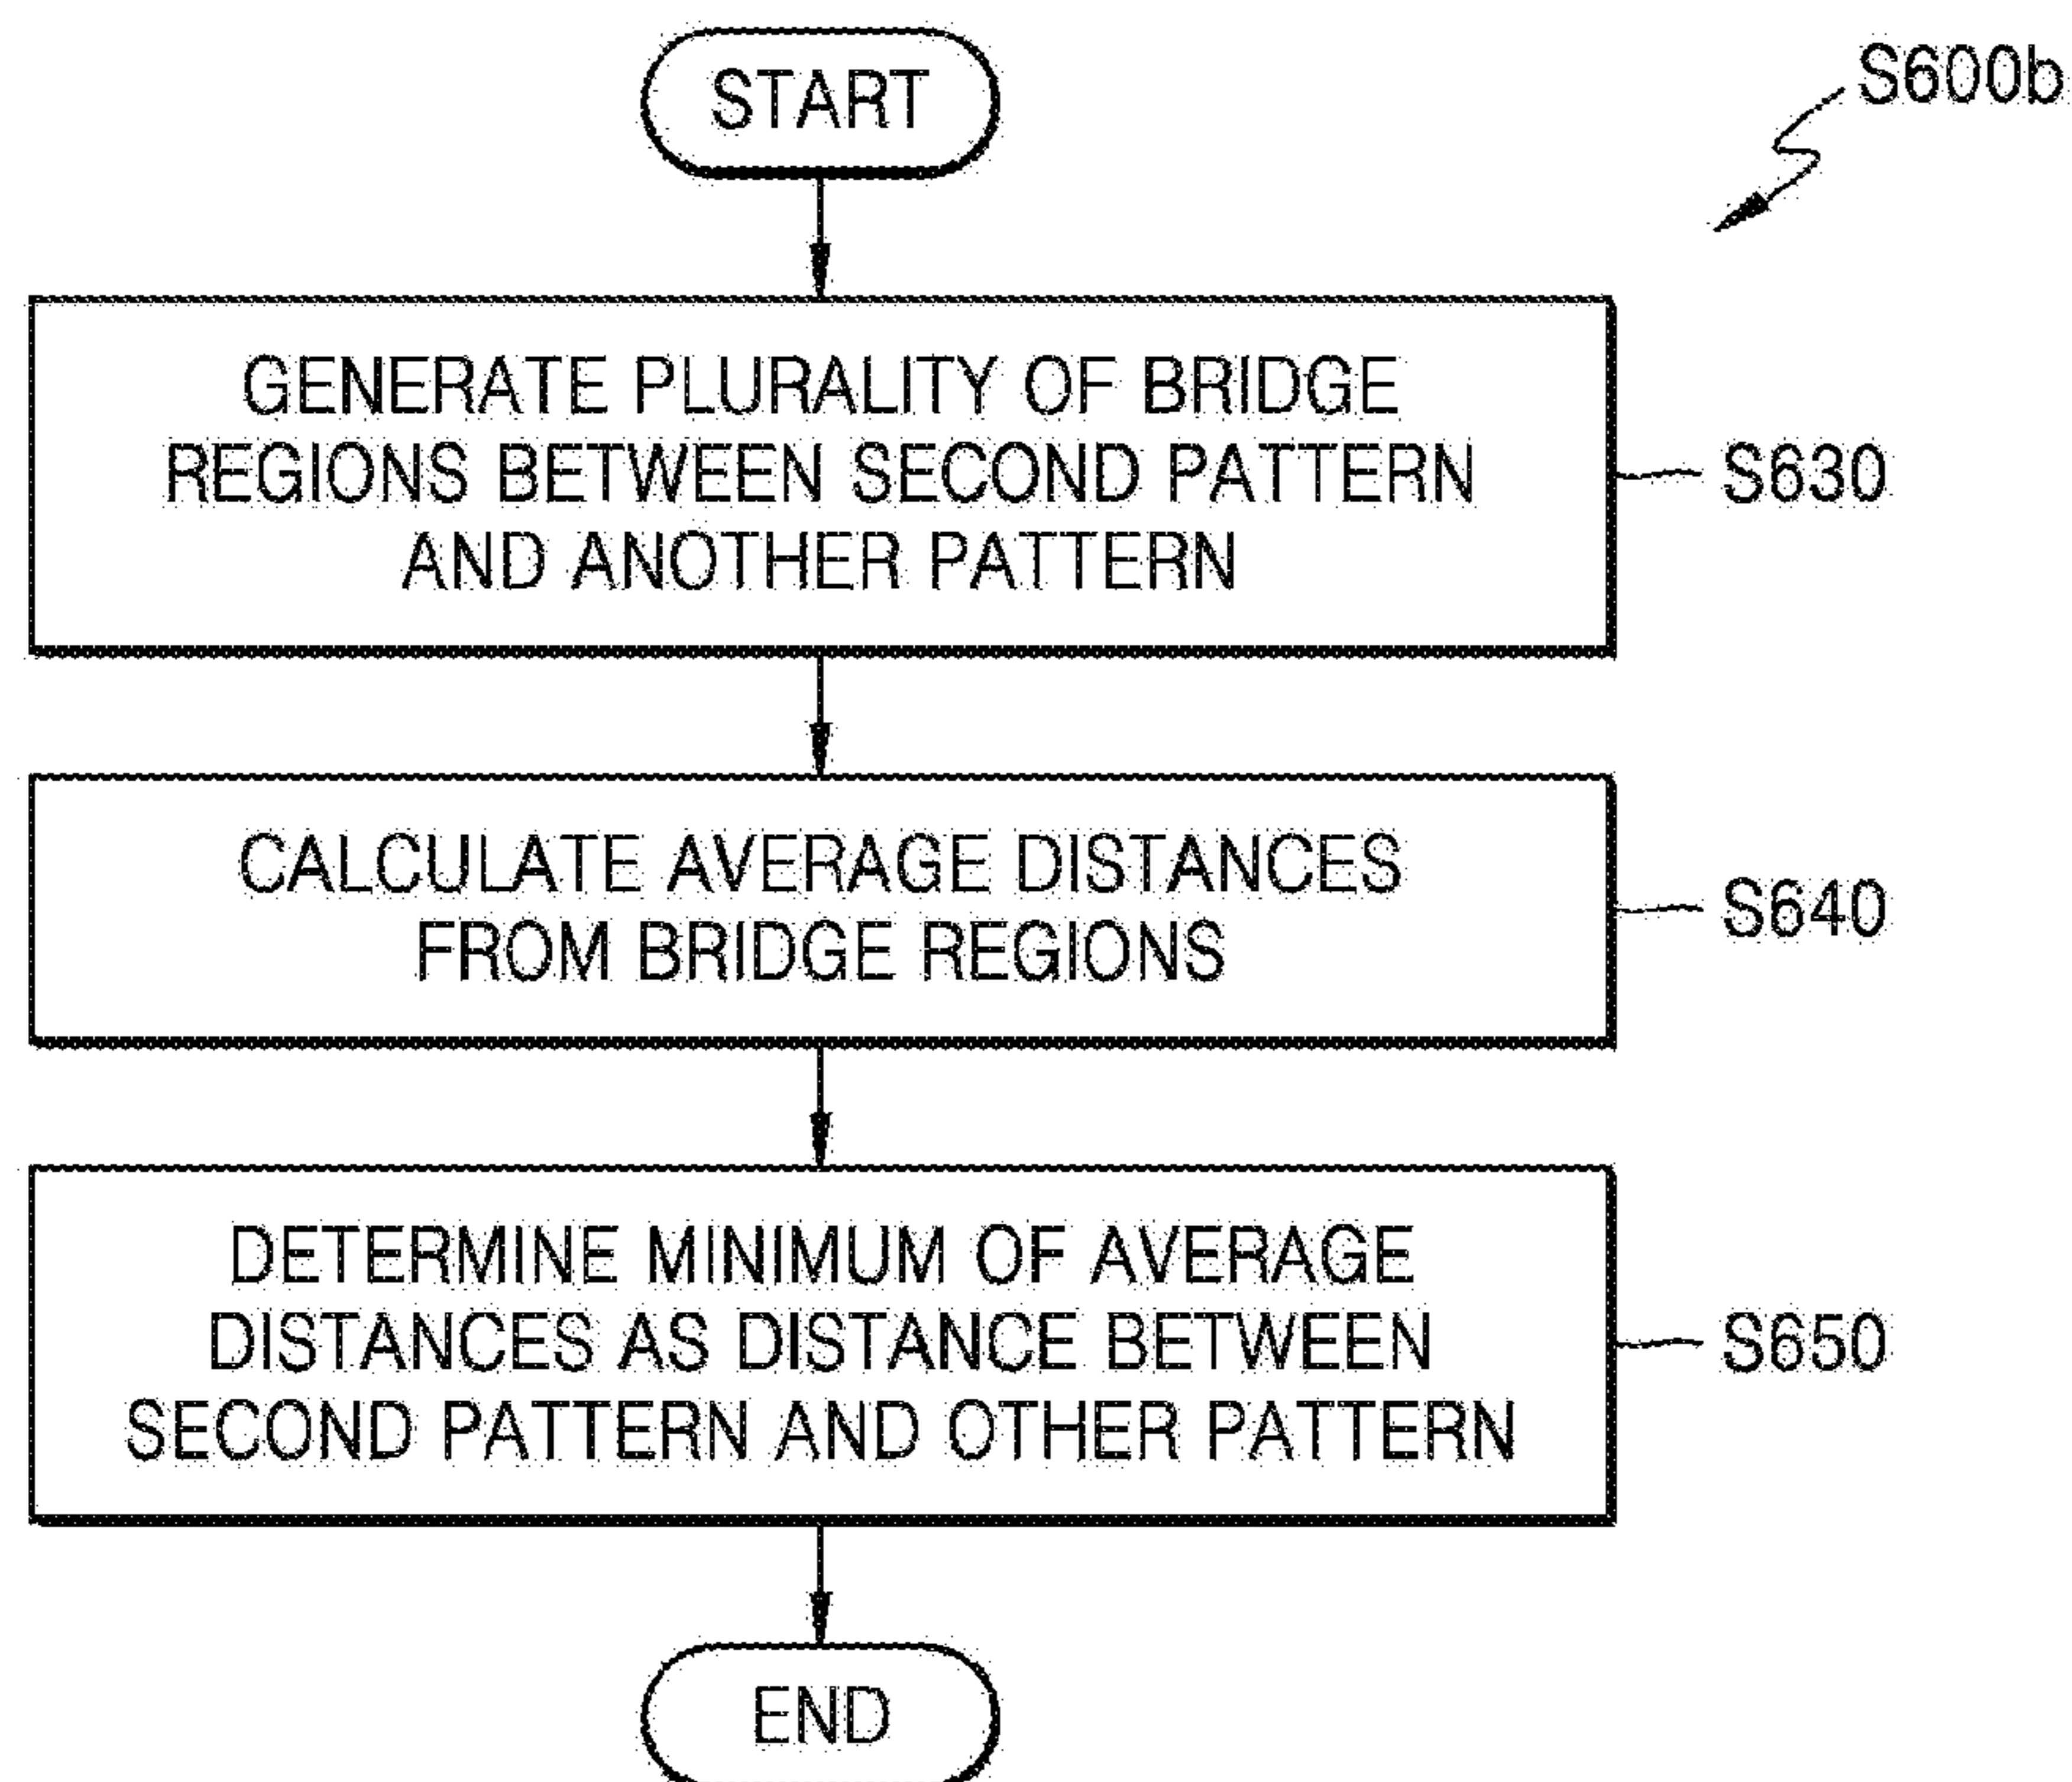 START
S600b
GENERATE PLURALITY OF BRIDGE
REGIONS BETWEEN SECOND PATTERN
AND ANOTHER PATTERN
S630
CALCULATE AVERAGE DISTANCES
FROM BRIDGE REGIONS
S640
DETERMINE MINIMUM OF AVERAGE
DISTANCES AS DISTANCE BETWEEN
SECOND PATTERN AND OTHER PATTERN
S650
END